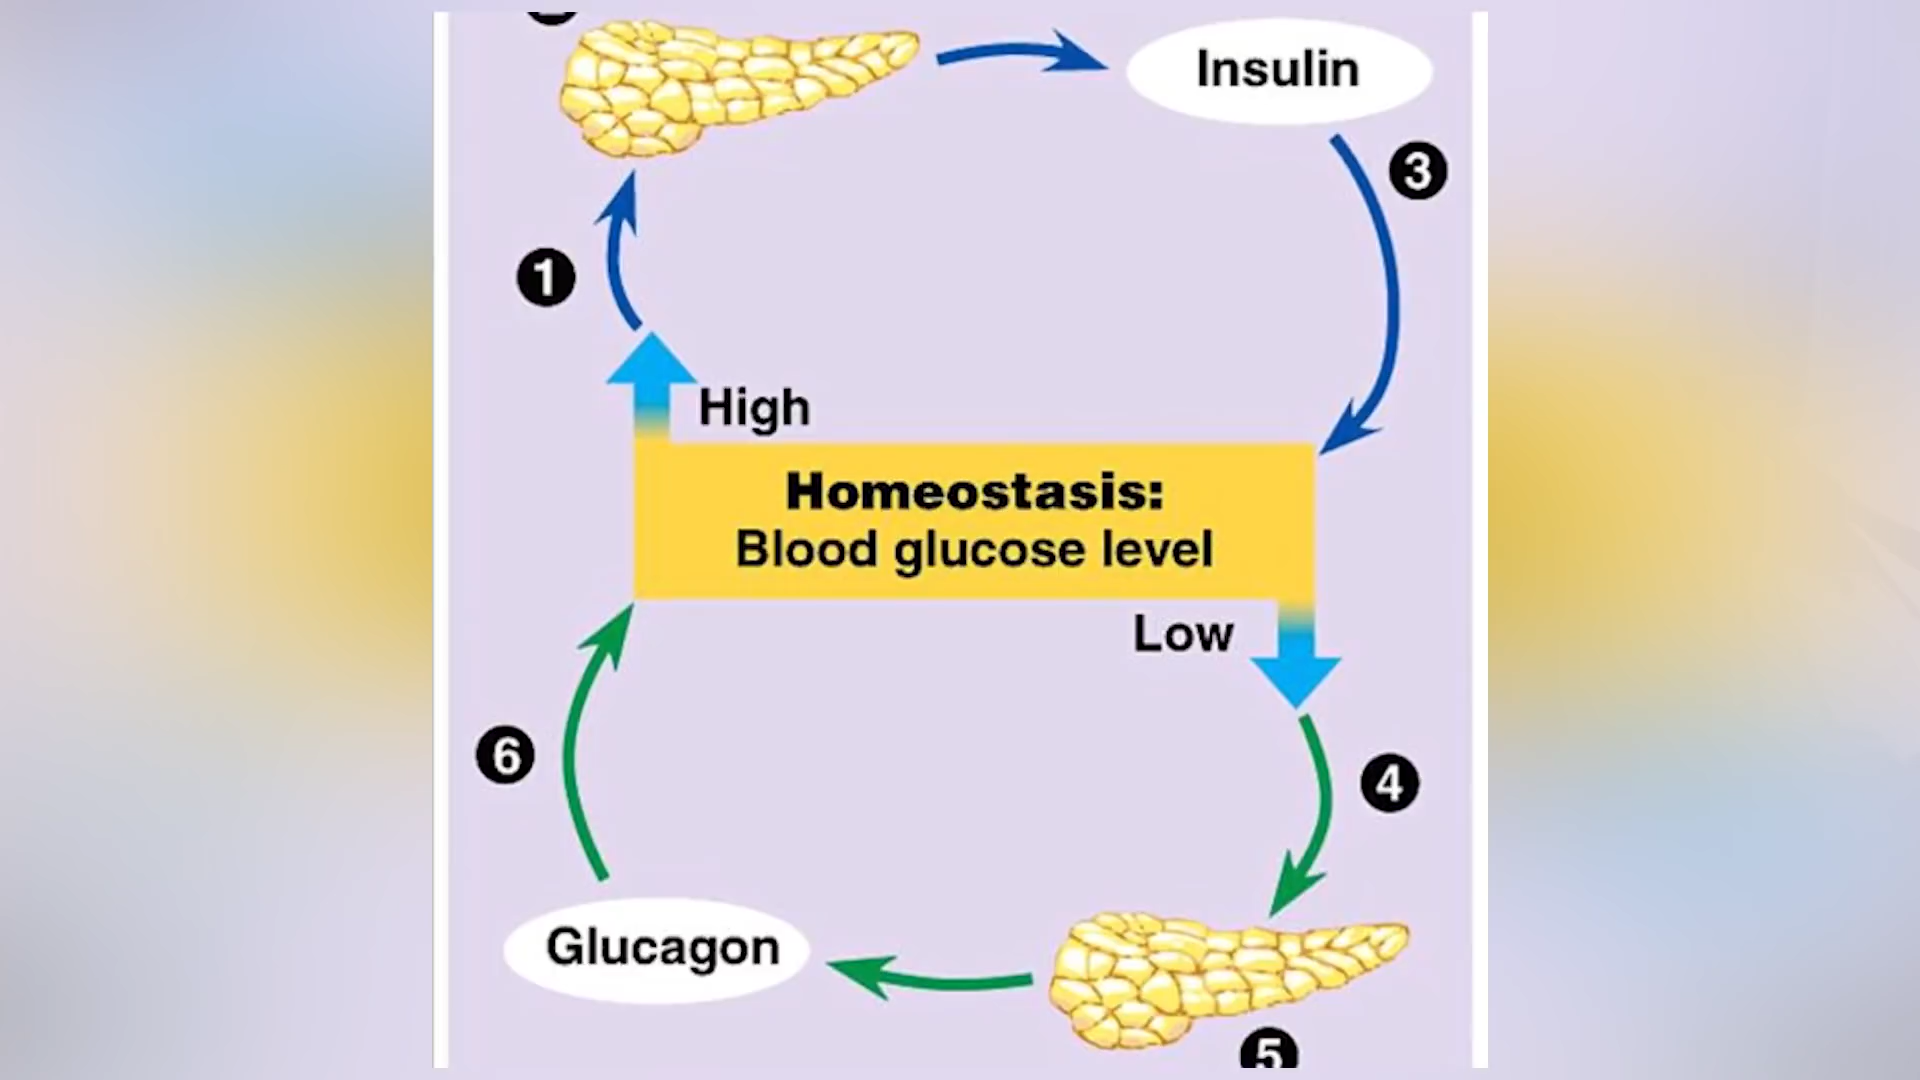 Insulin
3
1
High
Homeostasis:
Blood glucose level
Low
6
4
Glucagon
5